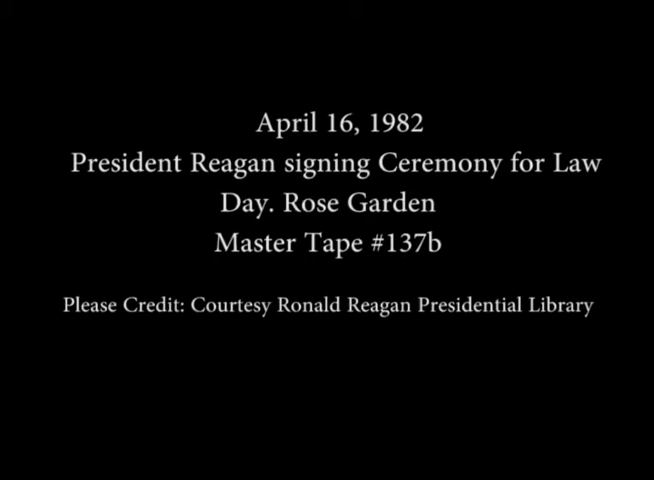 April 16, 1982
President Reagan signing Ceremony for Law
Day. Rose Garden
Master Tape #137b
Please Credit: Courtesy Ronald Reagan Presidential Library